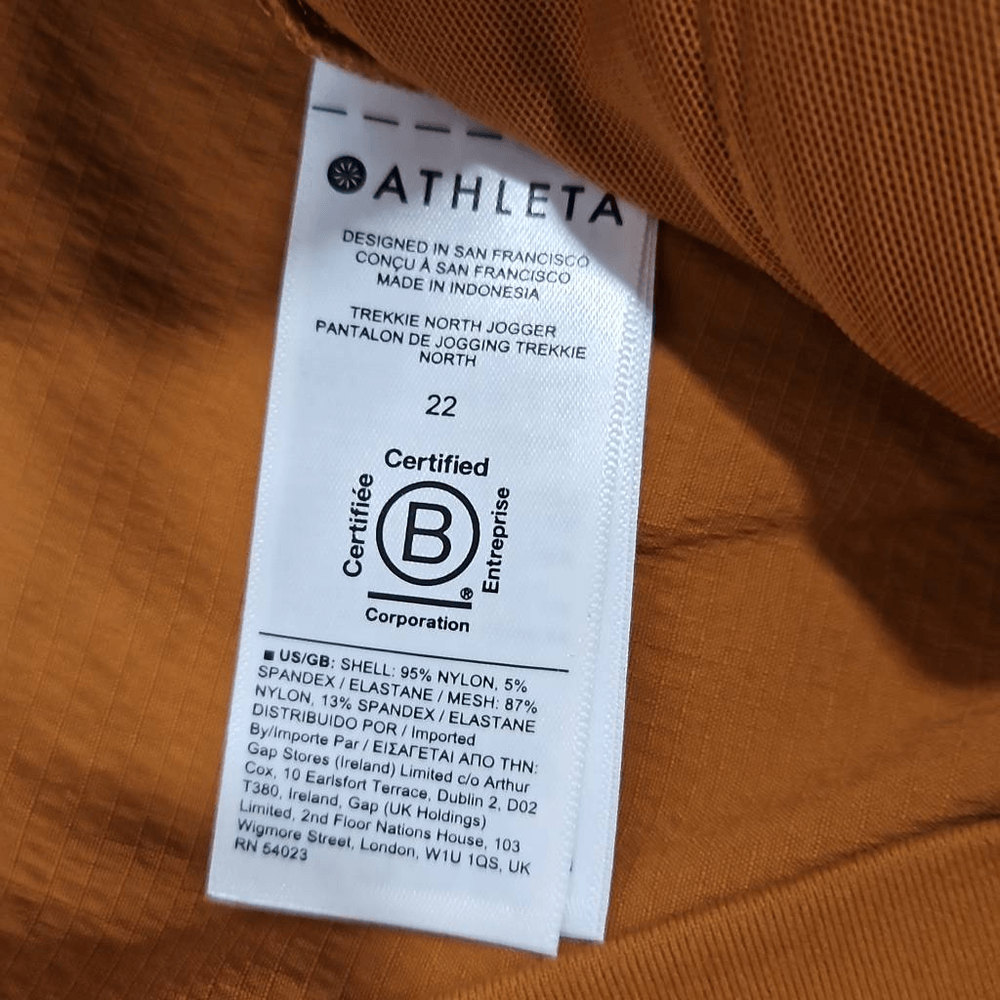 ATHLETA
DESIGNED IN SAN FRANCISCO
CONÇU À SAN FRANCISCO
MADE IN INDONESIA
TREKKIE NORTH JOGGER
PANTALON DE JOGGING TREKKIE
NORTH
22
Certified
Certifiée
B
Entreprise
®
Corporation
■ US/GB: SHELL: 95% NYLON, 5%
SPANDEX / ELASTANE / MESH: 87%
NYLON, 13% SPANDEX / ELASTANE
DISTRIBUIDO POR / Imported
By/Importe Par / ΕΙΣΑΓΕΤΑΙ ΑΠΟ ΤΗΝ:
Gap Stores (Ireland) Limited c/o Arthur
Cox, 10 Earlsfort Terrace, Dublin 2, D02
T380, Ireland, Gap (UK Holdings)
Limited, 2nd Floor Nations House, 103
Wigmore Street, London, W1U 1QS, UK
RN 54023